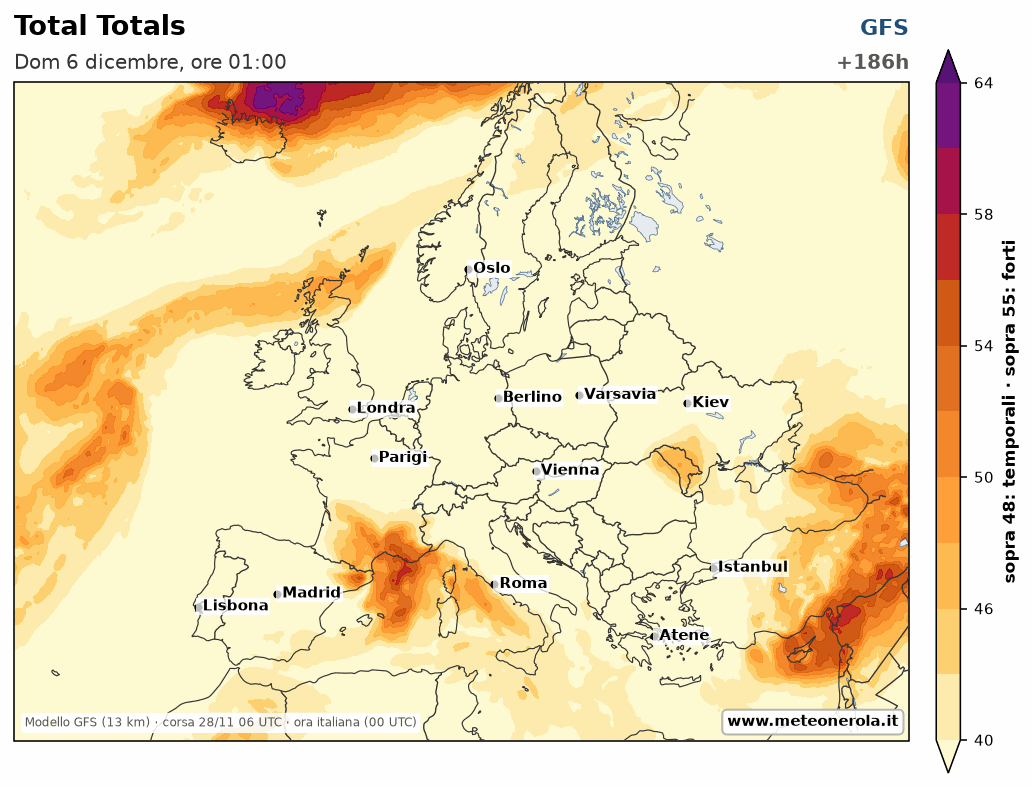 Total Totals
GFS
Dom 6 dicembre, ore 01:00
+186h
64
58
54
50
46
40
sopra 48: temporali · sopra 55: forti
Oslo
Berlino
Varsavia
Kiev
Londra
Parigi
Vienna
Istanbul
Roma
Madrid
Lisbona
Atene
Modello GFS (13 km) · corsa 28/11 06 UTC · ora italiana (00 UTC)
www.meteonerola.it